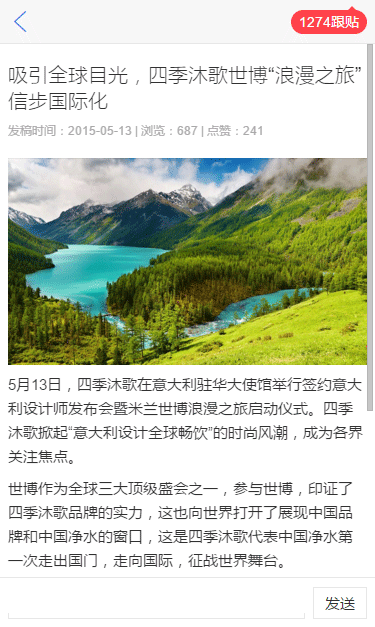 1274跟贴
吸引全球目光，四季沐歌世博“浪漫之旅”
信步国际化
发稿时间：2015-05-13 | 浏览：687 | 点赞：241
5月13日，四季沐歌在意大利驻华大使馆举行签约意大
利设计师发布会暨米兰世博浪漫之旅启动仪式。四季
沐歌掀起“意大利设计全球畅饮”的时尚风潮，成为各界
关注焦点。
世博作为全球三大顶级盛会之一，参与世博，印证了
四季沐歌品牌的实力，这也向世界打开了展现中国品
牌和中国净水的窗口，这是四季沐歌代表中国净水第
一次走出国门，走向国际，征战世界舞台。
发送